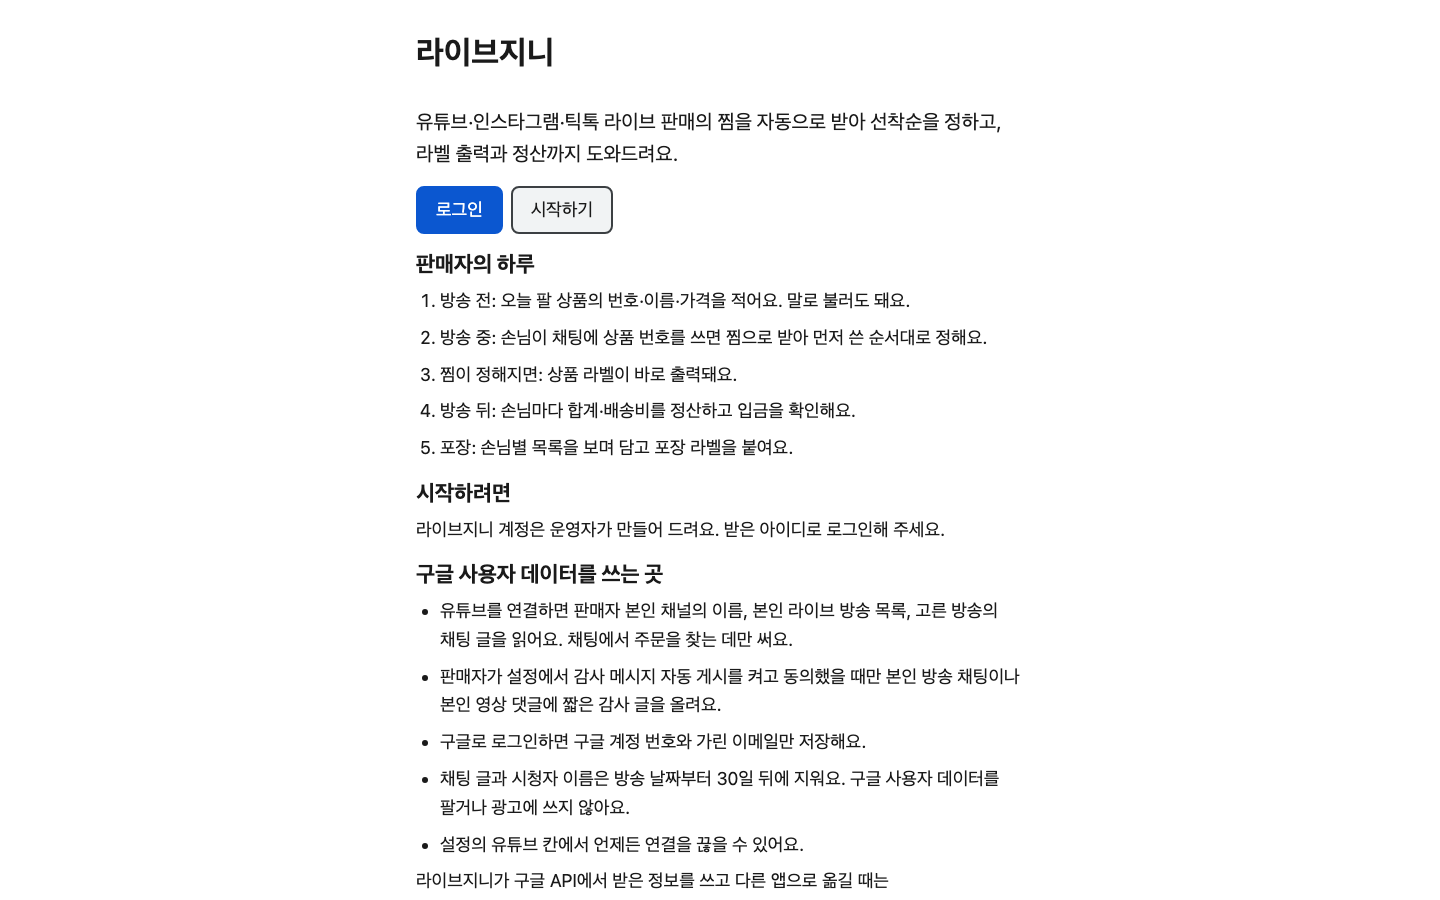 라이브지니
유튜브·인스타그램·틱톡 라이브 판매의 찜을 자동으로 받아 선착순을 정하고,
라벨 출력과 정산까지 도와드려요.
로그인
시작하기
판매자의 하루
1. 방송 전: 오늘 팔 상품의 번호·이름·가격을 적어요. 말로 불러도 돼요.
2. 방송 중: 손님이 채팅에 상품 번호를 쓰면 찜으로 받아 먼저 쓴 순서대로 정해요.
3. 찜이 정해지면: 상품 라벨이 바로 출력돼요.
4. 방송 뒤: 손님마다 합계·배송비를 정산하고 입금을 확인해요.
5. 포장: 손님별 목록을 보며 담고 포장 라벨을 붙여요.
시작하려면
라이브지니 계정은 운영자가 만들어 드려요. 받은 아이디로 로그인해 주세요.
구글 사용자 데이터를 쓰는 곳
• 유튜브를 연결하면 판매자 본인 채널의 이름, 본인 라이브 방송 목록, 고른 방송의
채팅 글을 읽어요. 채팅에서 주문을 찾는 데만 써요.
• 판매자가 설정에서 감사 메시지 자동 게시를 켜고 동의했을 때만 본인 방송 채팅이나
본인 영상 댓글에 짧은 감사 글을 올려요.
• 구글로 로그인하면 구글 계정 번호와 가린 이메일만 저장해요.
• 채팅 글과 시청자 이름은 방송 날짜부터 30일 뒤에 지워요. 구글 사용자 데이터를
팔거나 광고에 쓰지 않아요.
• 설정의 유튜브 칸에서 언제든 연결을 끊을 수 있어요.
라이브지니가 구글 API에서 받은 정보를 쓰고 다른 앱으로 옮길 때는